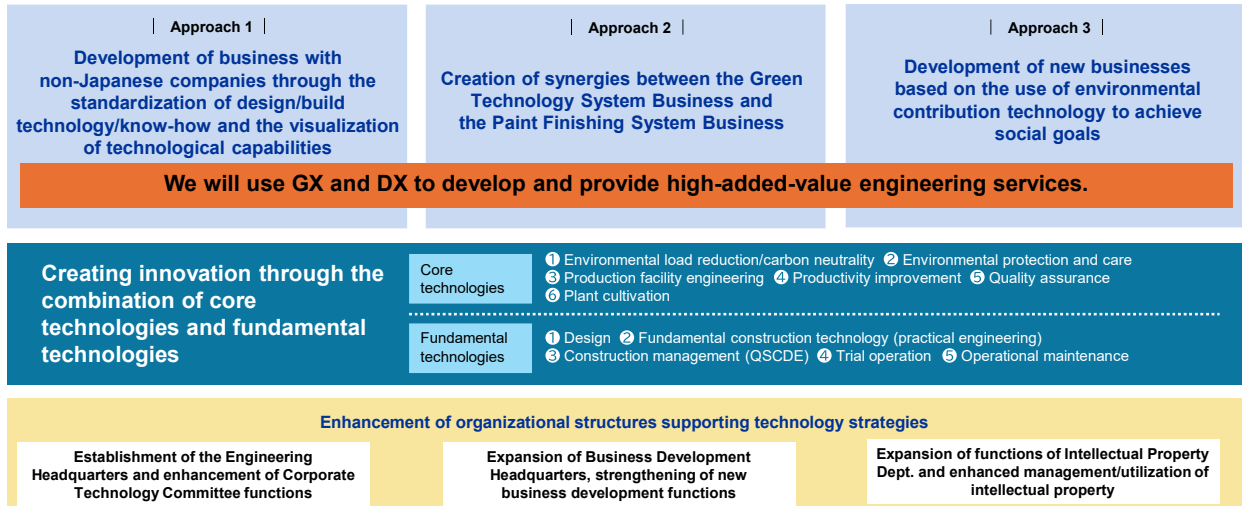 Approach 1
Development of business with
non-Japanese companies through the
standardization of design/build
technology/know-how and the visualization
of technological capabilities
Approach 2
Creation of synergies between the Green
Technology System Business and
the Paint Finishing System Business
Approach 3
Development of new businesses
based on the use of environmental
contribution technology to achieve
social goals
We will use GX and DX to develop and provide high-added-value engineering services.
Creating innovation through the
combination of core
technologies and fundamental
technologies
Core
technologies
❶ Environmental load reduction/carbon neutrality ❷ Environmental protection and care
❸ Production facility engineering ❹ Productivity improvement ❺ Quality assurance
❻ Plant cultivation
Fundamental
technologies
❶ Design ❷ Fundamental construction technology (practical engineering)
❸ Construction management (QSCDE) ❹ Trial operation ❺ Operational maintenance
Enhancement of organizational structures supporting technology strategies
Establishment of the Engineering
Headquarters and enhancement of Corporate
Technology Committee functions
Expansion of Business Development
Headquarters, strengthening of new
business development functions
Expansion of functions of Intellectual Property
Dept. and enhanced management/utilization of
intellectual property